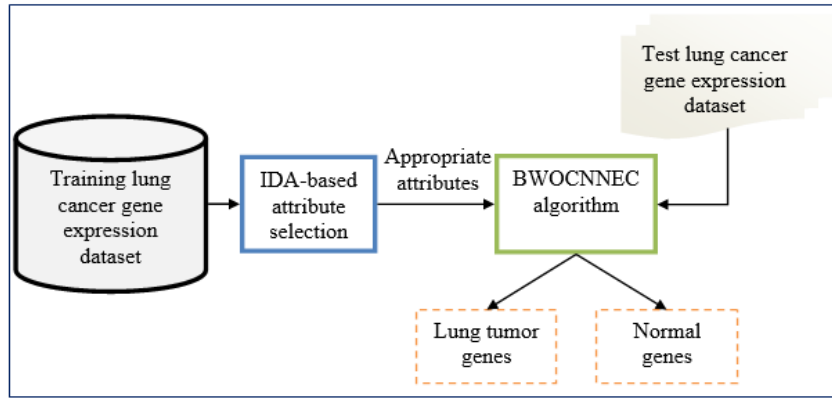 Test lung cancer
gene expression
dataset
Training lung
cancer gene
expression
dataset
IDA-based
attribute
selection
Appropriate
attributes
BWOCNNEC
algorithm
Lung tumor
genes
Normal
genes